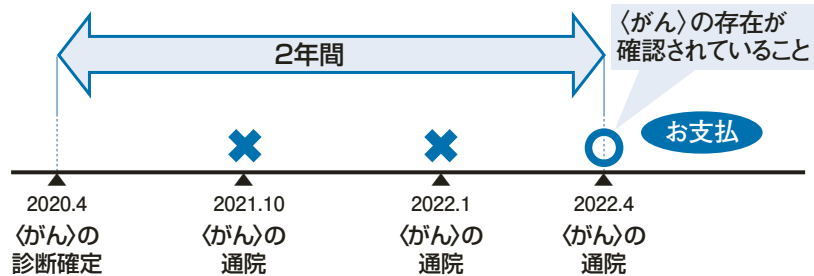 2年間
〈がん〉の存在が
確認されていること
お支払
2020.4
〈がん〉の
診断確定
2021.10
〈がん〉の
通院
2022.1
〈がん〉の
通院
2022.4
〈がん〉の
通院